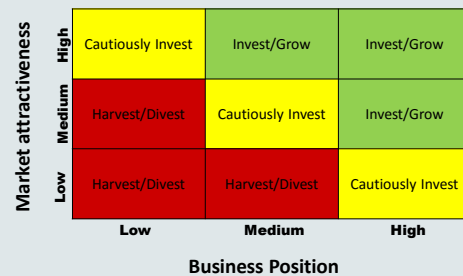 Market attractiveness
High
Cautiously Invest
Invest/Grow
Invest/Grow
Medium
Harvest/Divest
Cautiously Invest
Invest/Grow
Low
Harvest/Divest
Harvest/Divest
Cautiously Invest
Low
Medium
High
Business Position